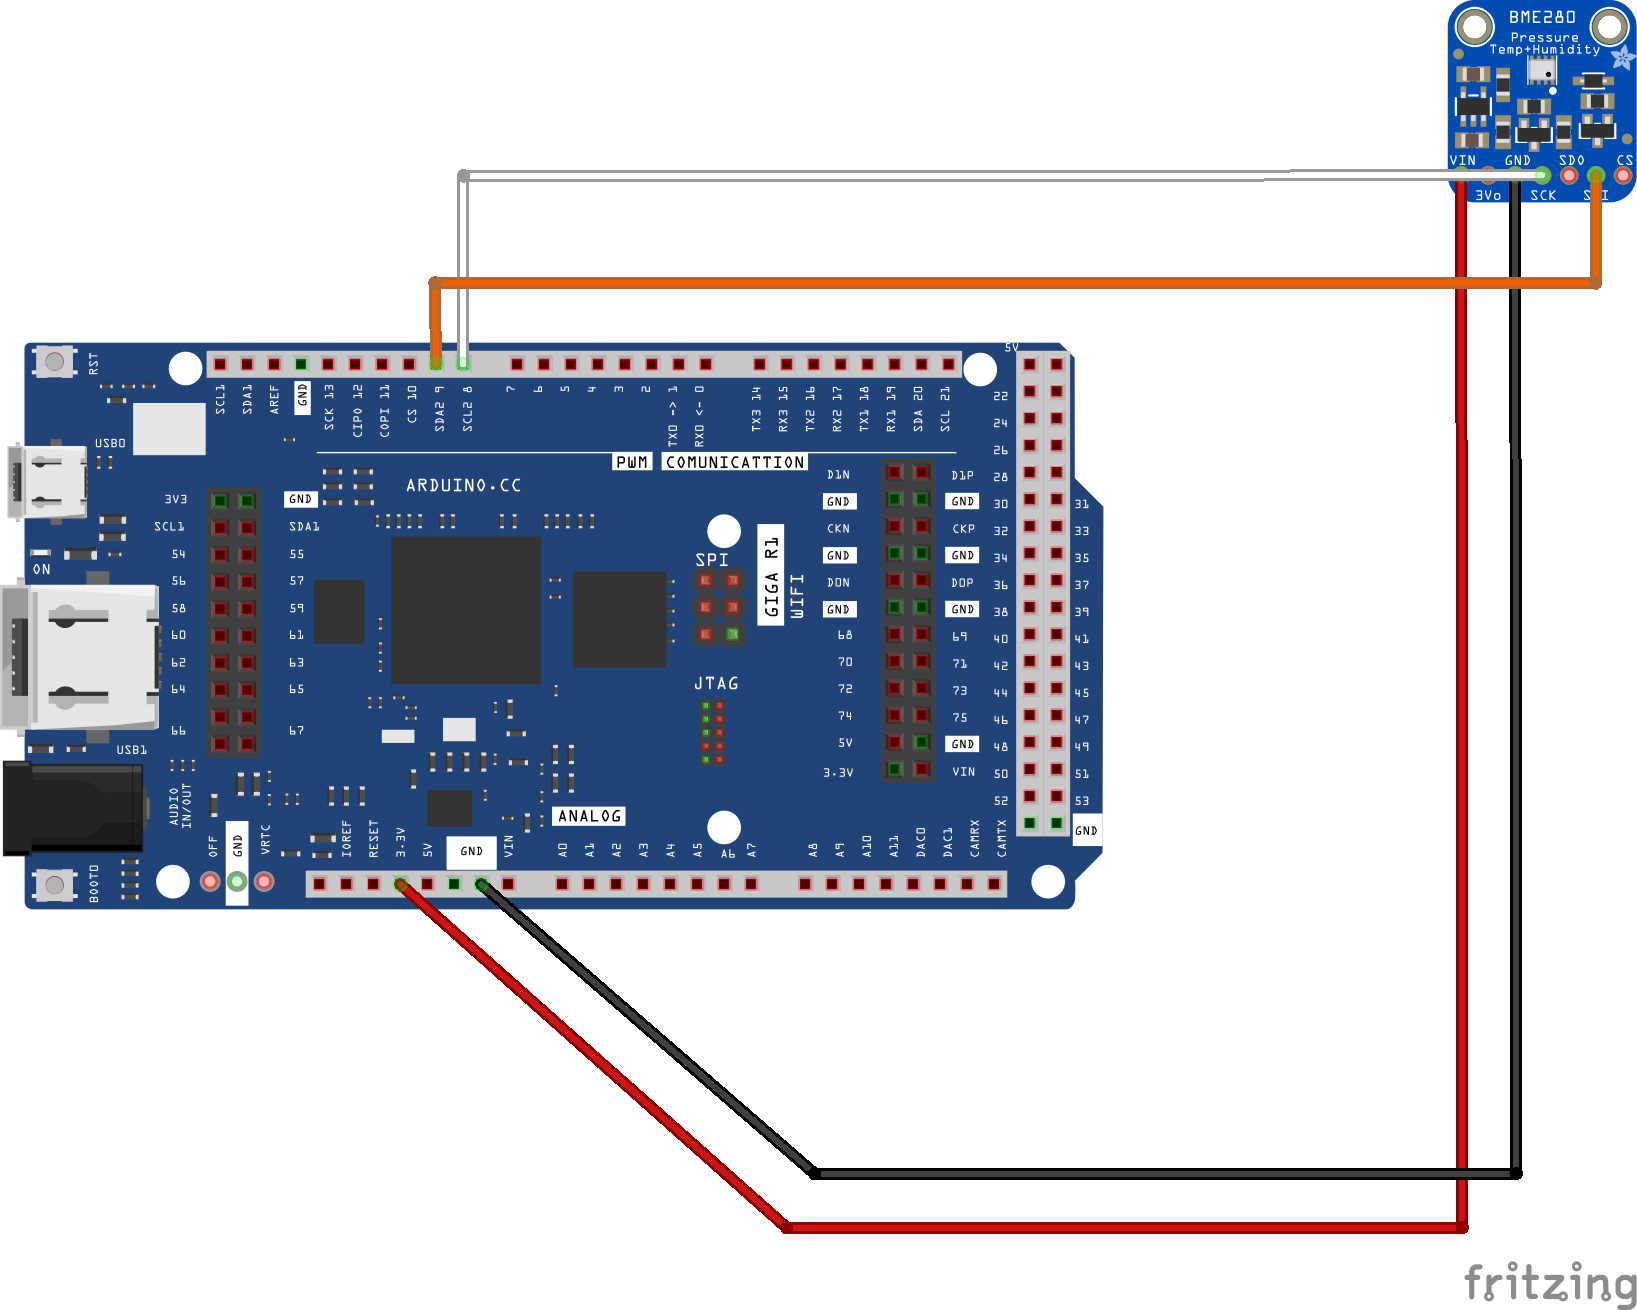 BME280
Pressure
Temp+Humidity
VIN
GND
SDO
CS
3Vo
SCK
RST
SCL1
SDA1
AREF
GND
SCK 13
CIPO 12
COPI 11
CS 10
SDA2 9
SCL2 8
7
6
5
4
3
2
TX0 -> 1
RX0 <- 0
TX3 14
RX3 15
TX2 16
RX2 17
TX1 18
RX1 19
SDA 20
SCL 21
5V
22
24
26
28
30
32
34
36
38
40
42
44
46
48
50
52
31
33
35
37
39
41
43
45
47
49
51
53
GND
USB0
PWM
COMUNICATTION
ARDUINO.CC
3V3
GND
SCL1
SDA1
54
55
56
57
58
59
60
61
62
63
64
65
66
67
ON
USB1
SPI
GIGA R1
WIFI
JTAG
D1N
D1P
GND
GND
CKN
CKP
GND
GND
D0N
D0P
GND
GND
68
69
70
71
72
73
74
75
5V
GND
3.3V
VIN
AUDIO
IN/OUT
ANALOG
BOOT0
OFF
GND
VRTC
IOREF
RESET
3.3V
5V
GND
VIN
A0
A1
A2
A3
A4
A5
A6
A7
A8
A9
A10
A11
DAC0
DAC1
CANRX
CANTX
fritzing